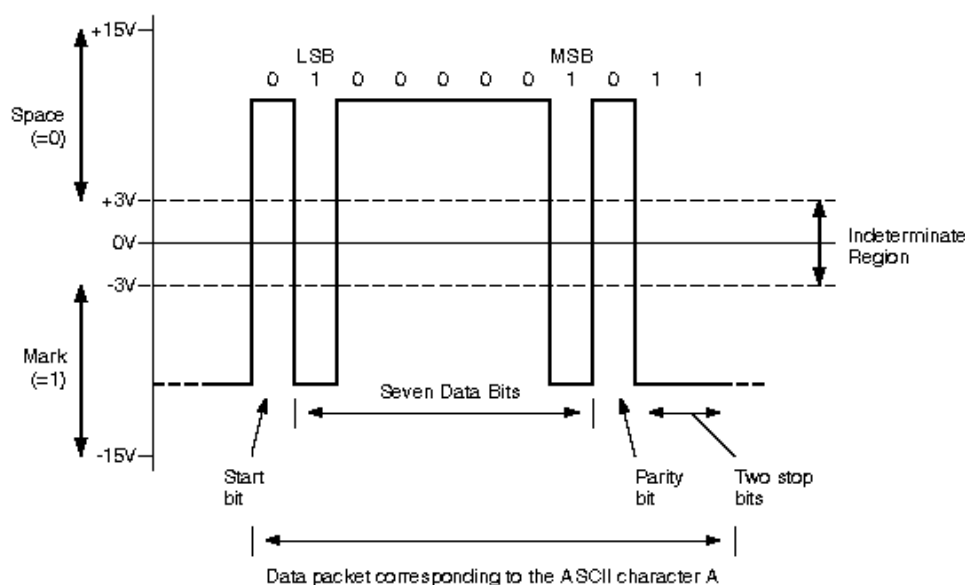 +15V
LSB MSB
0 1 0 0 0 0 0 1 0 1 1
Space
(=0)
+3V
0V
Indeterminate
Region
-3V
Mark
(=1)
Seven Data Bits
-15V
Start
bit
Parity
bit
Two stop
bits
Data packet corresponding to the ASCII character A